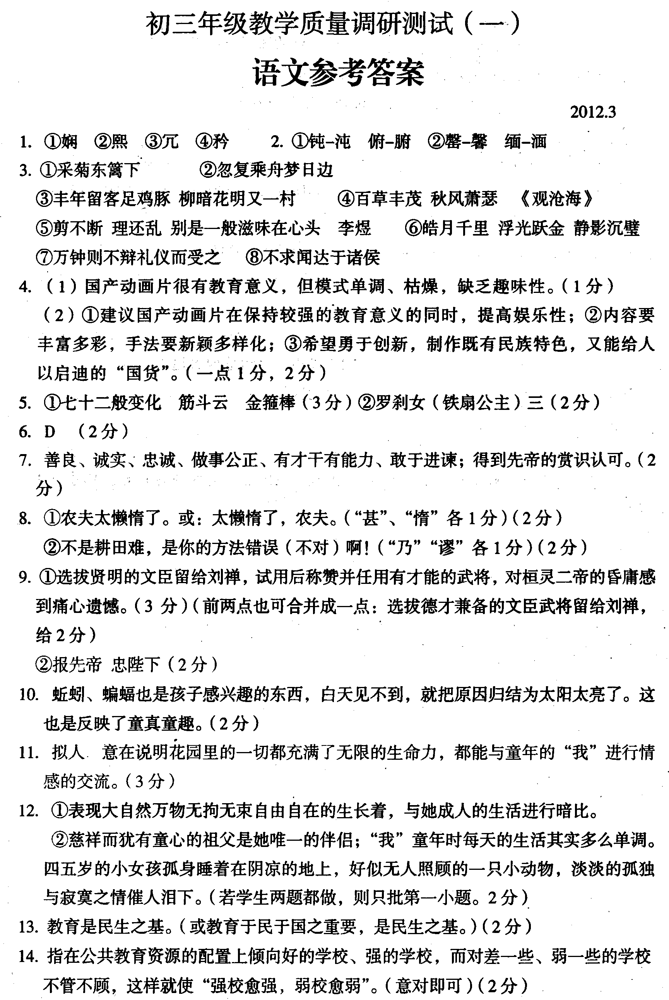 初三年级教学质量调研测试（一）
语文参考答案
2012.3
1. ①娴 ②熙 ③冗 ④矜 2. ①钝-沌 俯-腑 ②罄-馨 缅-湎
3. ①采菊东篱下 ②忽复乘舟梦日边
③丰年留客足鸡豚 柳暗花明又一村 ④百草丰茂 秋风萧瑟 《观沧海》
⑤剪不断 理还乱 别是一般滋味在心头 李煜 ⑥皓月千里 浮光跃金 静影沉璧
⑦万钟则不辩礼仪而受之 ⑧不求闻达于诸侯
4. （1）国产动画片很有教育意义，但模式单调、枯燥，缺乏趣味性。（1分）
（2）①建议国产动画片在保持较强的教育意义的同时，提高娱乐性；②内容要
丰富多彩，手法要新颖多样化；③希望勇于创新，制作既有民族特色，又能给人
以启迪的“国货”。（一点1分，2分）
5. ①七十二般变化 筋斗云 金箍棒（3分）②罗刹女（铁扇公主）三（2分）
6. D （2分）
7. 善良、诚实、忠诚、做事公正、有才干有能力、敢于进谏；得到先帝的赏识认可。（2
分）
8. ①农夫太懒惰了。或：太懒惰了，农夫。（“甚”、“惰”各1分）（2分）
②不是耕田难，是你的方法错误（不对）啊！（“乃”“谬”各1分）（2分）
9. ①选拔贤明的文臣留给刘禅，试用后称赞并任用有才能的武将，对桓灵二帝的昏庸感
到痛心遗憾。（3 分）（前两点也可合并成一点：选拔德才兼备的文臣武将留给刘禅，
给2分）
②报先帝 忠陛下（2分）
10. 蚯蚓、蝙蝠也是孩子感兴趣的东西，白天见不到，就把原因归结为太阳太亮了。这
也是反映了童真童趣。（2分）
11. 拟人 意在说明花园里的一切都充满了无限的生命力，都能与童年的“我”进行情
感的交流。（3分）
12. ①表现大自然万物无拘无束自由自在的生长着，与她成人的生活进行暗比。
②慈祥而犹有童心的祖父是她唯一的伴侣；“我”童年时每天的生活其实多么单调。
四五岁的小女孩孤身睡着在阴凉的地上，好似无人照顾的一只小动物，淡淡的孤独
与寂寞之情催人泪下。（若学生两题都做，则只批第一小题。2分）
13. 教育是民生之基。（或教育于民于国之重要，是民生之基。）（2分）
14. 指在公共教育资源的配置上倾向好的学校、强的学校，而对差一些、弱一些的学校
不管不顾，这样就使“强校愈强，弱校愈弱”。（意对即可）（2分）